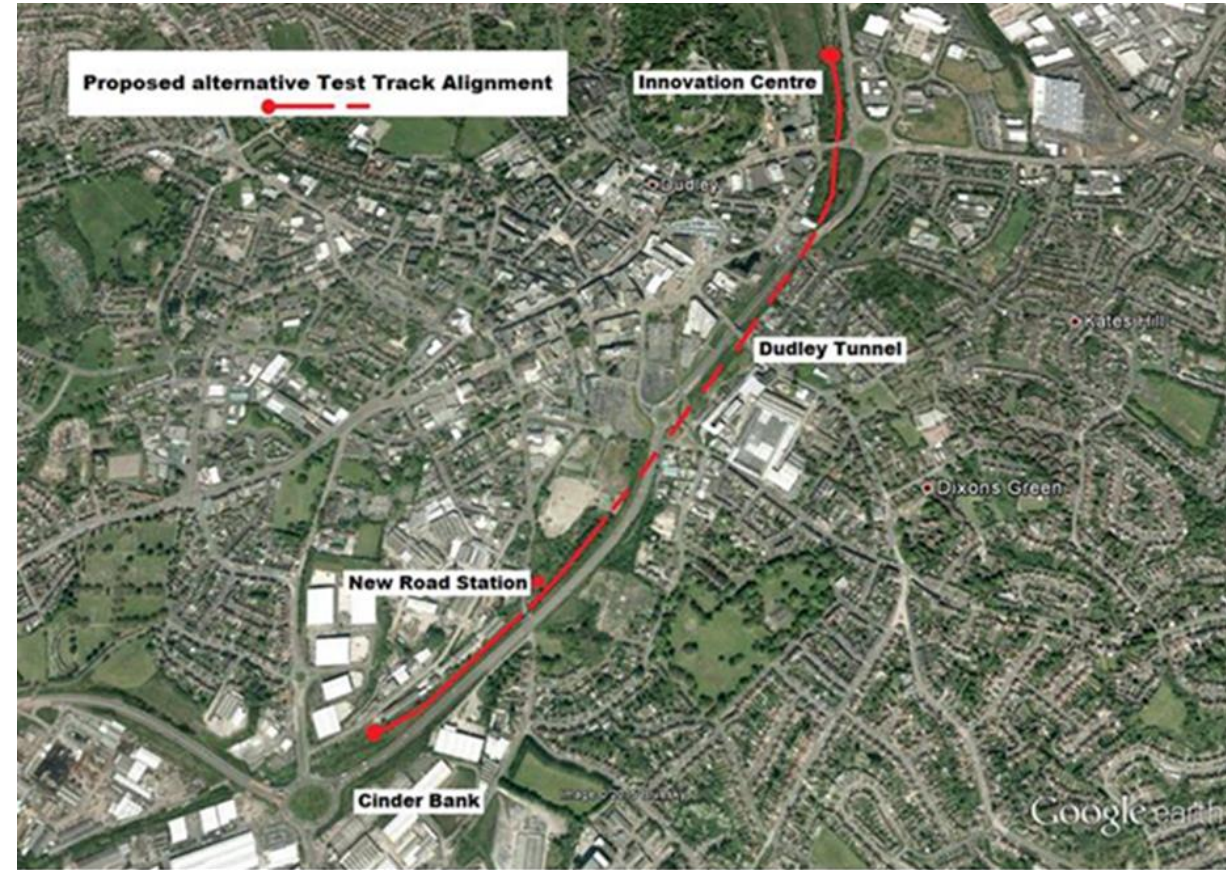 Proposed alternative Test Track Alignment
Innovation Centre
Dudley
Kates Hill
Dudley Tunnel
Dixons Green
New Road Station
Cinder Bank
Google earth